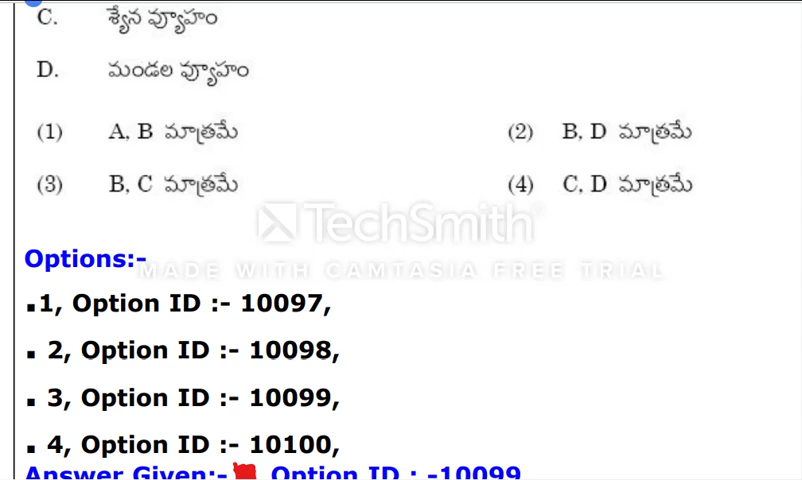 C. శ్యేన వ్యూహం
D. మండల వ్యూహం
(1) A, B మాత్రమే (2) B, D మాత్రమే
(3) B, C మాత్రమే (4) C, D మాత్రమే
TechSmith
MADE WITH CAMTASIA FREE TRIAL
Options:-
1, Option ID :- 10097,
2, Option ID :- 10098,
3, Option ID :- 10099,
4, Option ID :- 10100,
Answer Given:- Option ID : -10099